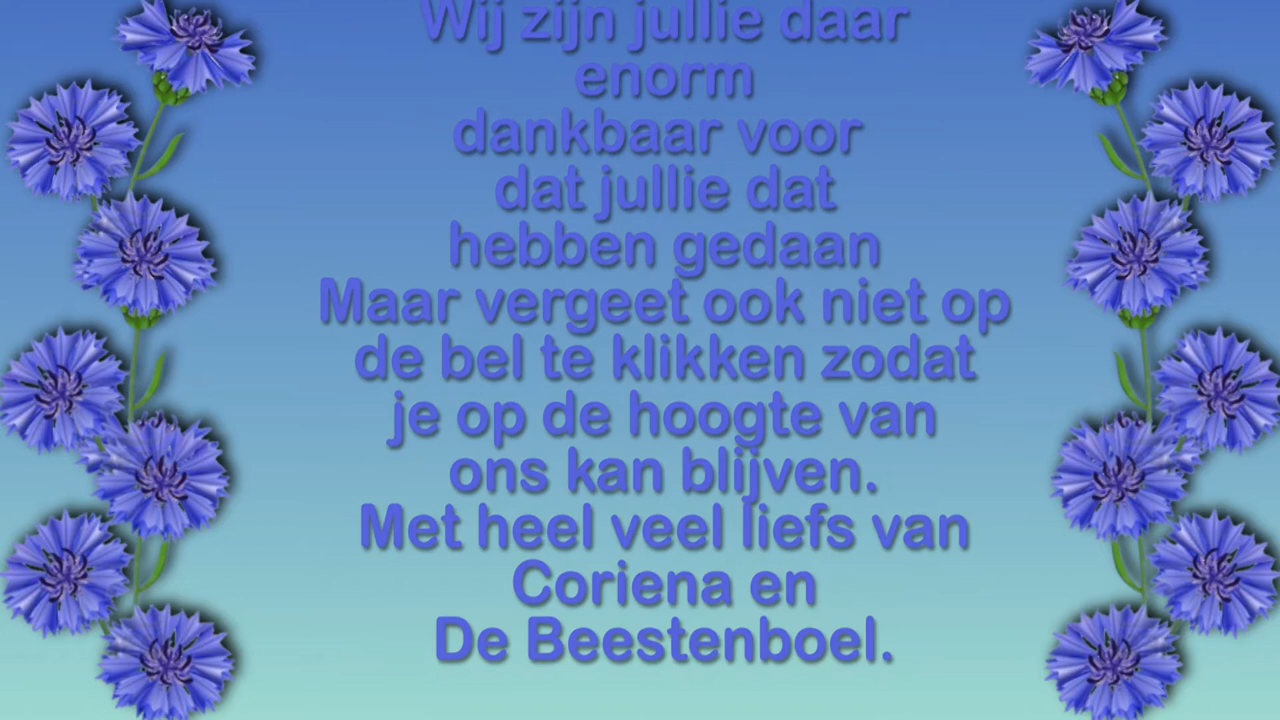 Wij zijn jullie daar
enorm
dankbaar voor
dat jullie dat
hebben gedaan
Maar vergeet ook niet op
de bel te klikken zodat
je op de hoogte van
ons kan blijven.
Met heel veel liefs van
Coriena en
De Beestenboel.